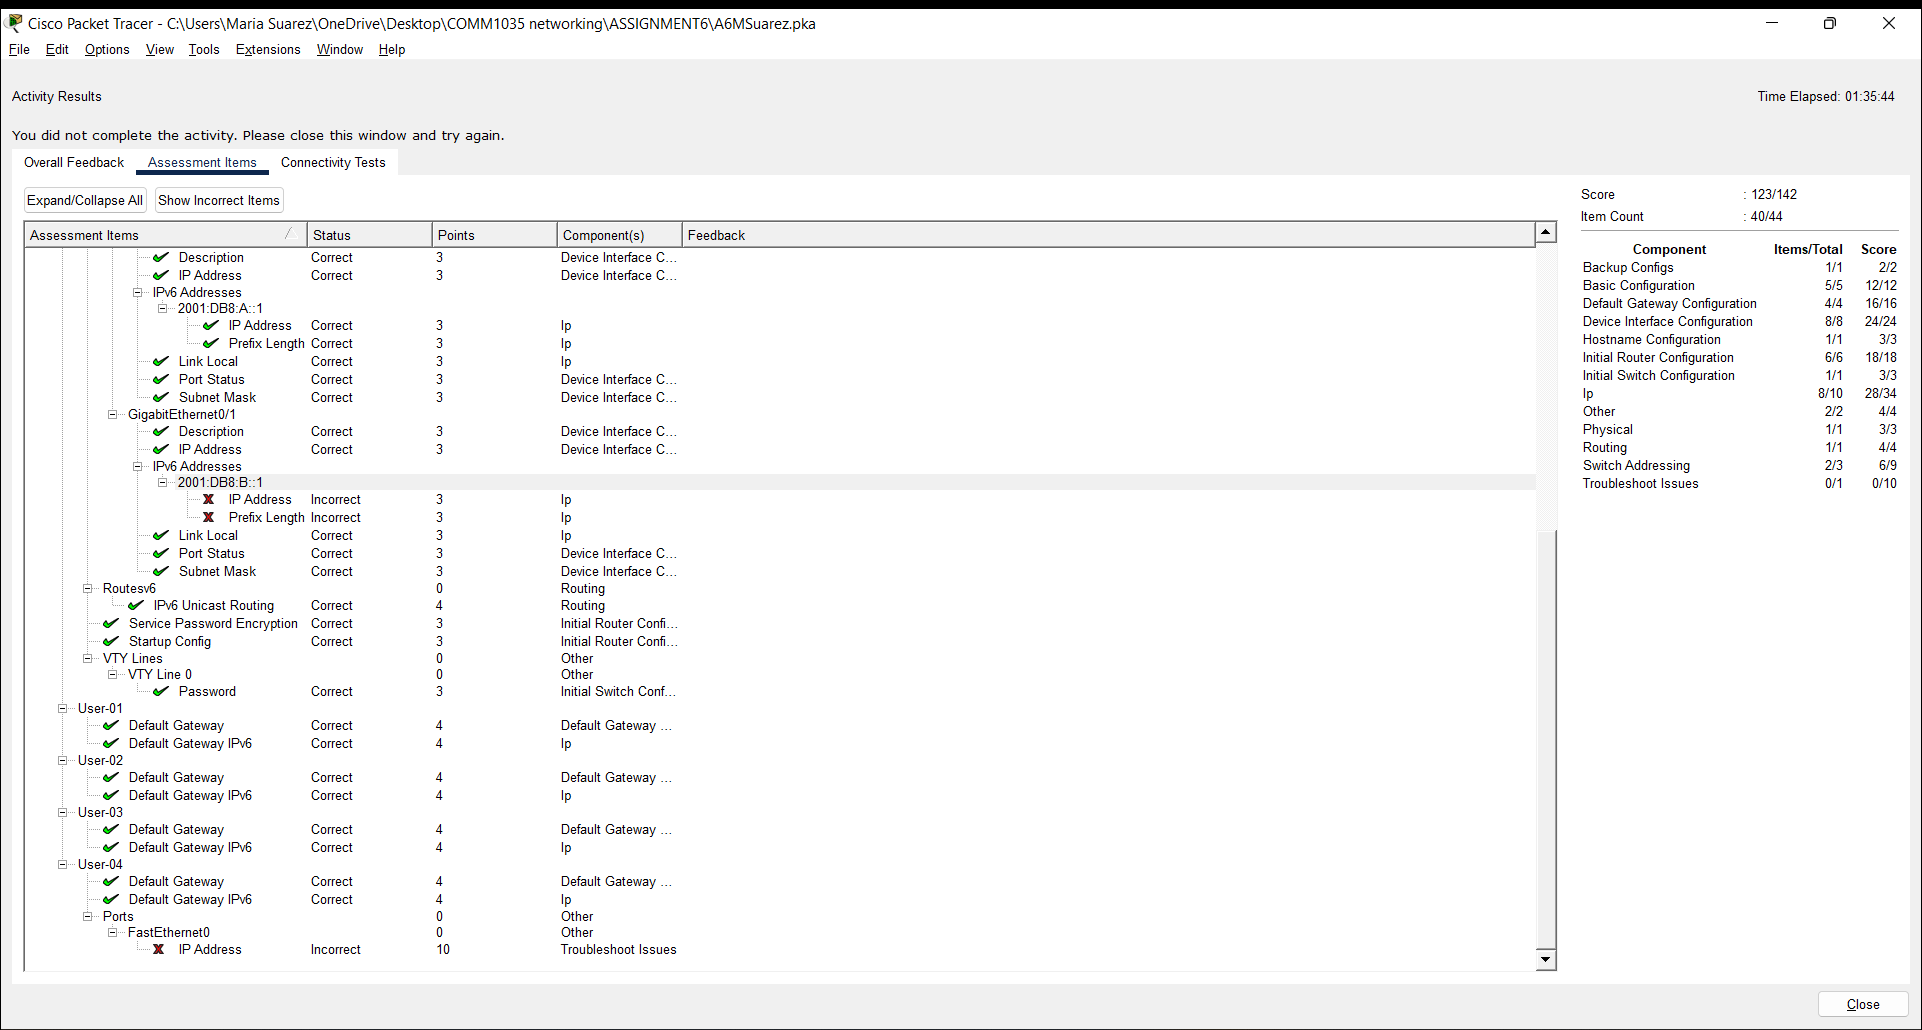 Cisco Packet Tracer - C:\Users\Maria Suarez\OneDrive\Desktop\COMM1035 networking\ASSIGNMENT6\A6MSuarez.pka
File Edit Options View Tools Extensions Window Help
Activity Results
Time Elapsed: 01:35:44
You did not complete the activity. Please close this window and try again.
Overall Feedback Assessment Items Connectivity Tests
Expand/Collapse All Show Incorrect Items
Assessment Items Status Points Component(s) Feedback
Description Correct 3 Device Interface C...
IP Address Correct 3 Device Interface C...
IPv6 Addresses
2001:DB8:A::1
IP Address Correct 3 Ip
Prefix Length Correct 3 Ip
Link Local Correct 3 Ip
Port Status Correct 3 Device Interface C...
Subnet Mask Correct 3 Device Interface C...
GigabitEthernet0/1
Description Correct 3 Device Interface C...
IP Address Correct 3 Device Interface C...
IPv6 Addresses
2001:DB8:B::1
IP Address Incorrect 3 Ip
Prefix Length Incorrect 3 Ip
Link Local Correct 3 Ip
Port Status Correct 3 Device Interface C...
Subnet Mask Correct 3 Device Interface C...
Routesv6 0 Routing
IPv6 Unicast Routing Correct 4 Routing
Service Password Encryption Correct 3 Initial Router Confi...
Startup Config Correct 3 Initial Router Confi...
VTY Lines 0 Other
VTY Line 0 0 Other
Password Correct 3 Initial Switch Conf...
User-01
Default Gateway Correct 4 Default Gateway ...
Default Gateway IPv6 Correct 4 Ip
User-02
Default Gateway Correct 4 Default Gateway ...
Default Gateway IPv6 Correct 4 Ip
User-03
Default Gateway Correct 4 Default Gateway ...
Default Gateway IPv6 Correct 4 Ip
User-04
Default Gateway Correct 4 Default Gateway ...
Default Gateway IPv6 Correct 4 Ip
Ports 0 Other
FastEthernet0 0 Other
IP Address Incorrect 10 Troubleshoot Issues
Score : 123/142
Item Count : 40/44
Component Items/Total Score
Backup Configs 1/1 2/2
Basic Configuration 5/5 12/12
Default Gateway Configuration 4/4 16/16
Device Interface Configuration 8/8 24/24
Hostname Configuration 1/1 3/3
Initial Router Configuration 6/6 18/18
Initial Switch Configuration 1/1 3/3
Ip 8/10 28/34
Other 2/2 4/4
Physical 1/1 3/3
Routing 1/1 4/4
Switch Addressing 2/3 6/9
Troubleshoot Issues 0/1 0/10
Close